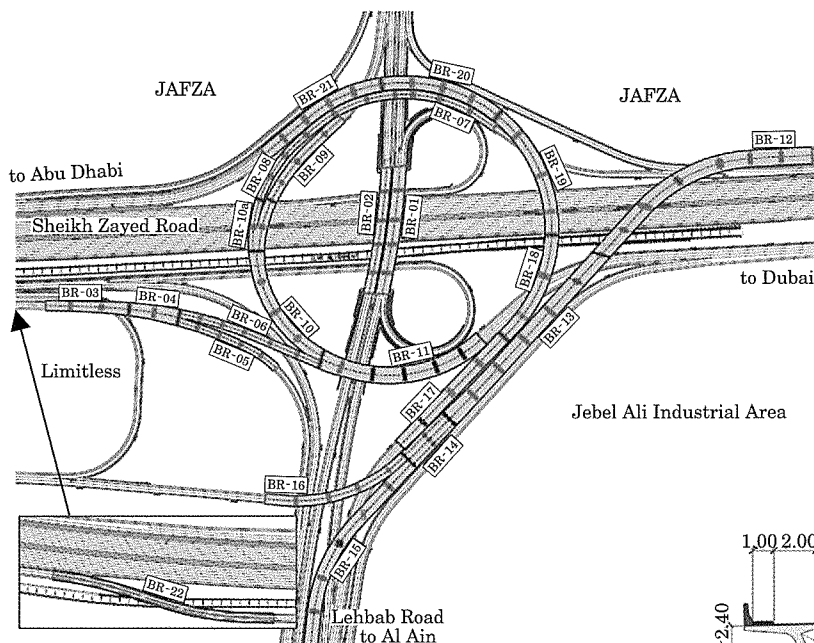 BR-20
BR-21
JAFZA
JAFZA
BR-07
BR-12
BR-09
BR-08
to Abu Dhabi
BR-19
BR-02
BR-01
BR-10a
Sheikh Zayed Road
BR-18
to Dubai
BR-03
BR-04
BR-06
BR-10
BR-13
BR-05
BR-11
Limitless
BR-17
Jebel Ali Industrial Area
BR-14
BR-16
BR-15
1,00 2.00
BR-22
Lehbab Road
to Al Ain
2.40